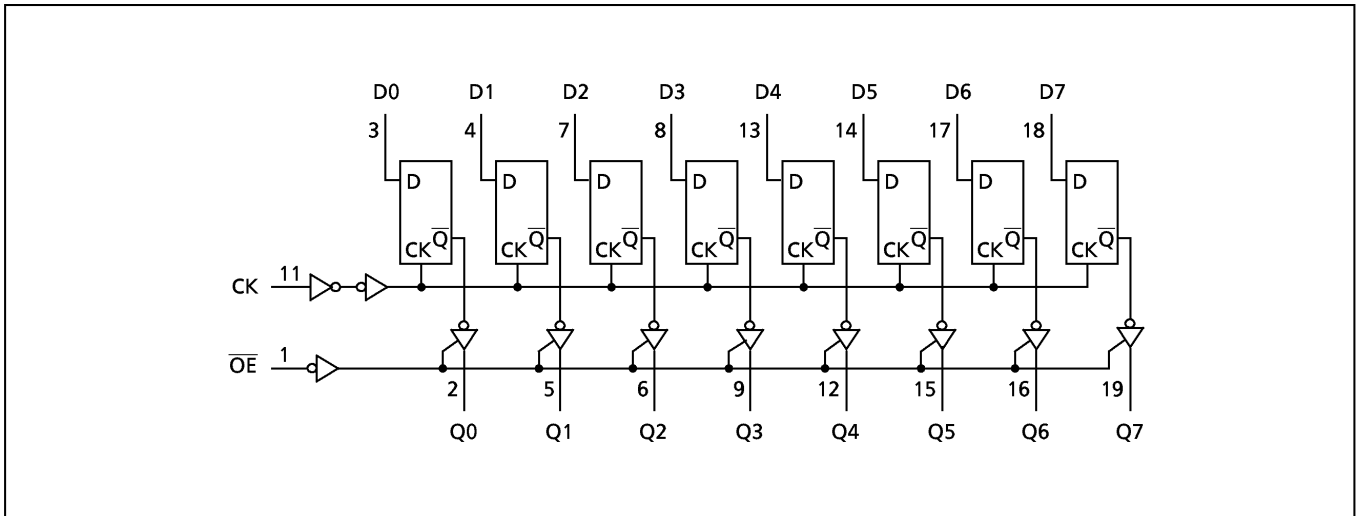 D0 D1 D2 D3 D4 D5 D6 D7
3 4 7 8 13 14 17 18
D D D D D D D D
Q̅ Q̅ Q̅ Q̅ Q̅ Q̅ Q̅ Q̅
CK CK CK CK CK CK CK CK
CK 11
O̅E̅ 1
2 5 6 9 12 15 16 19
Q0 Q1 Q2 Q3 Q4 Q5 Q6 Q7